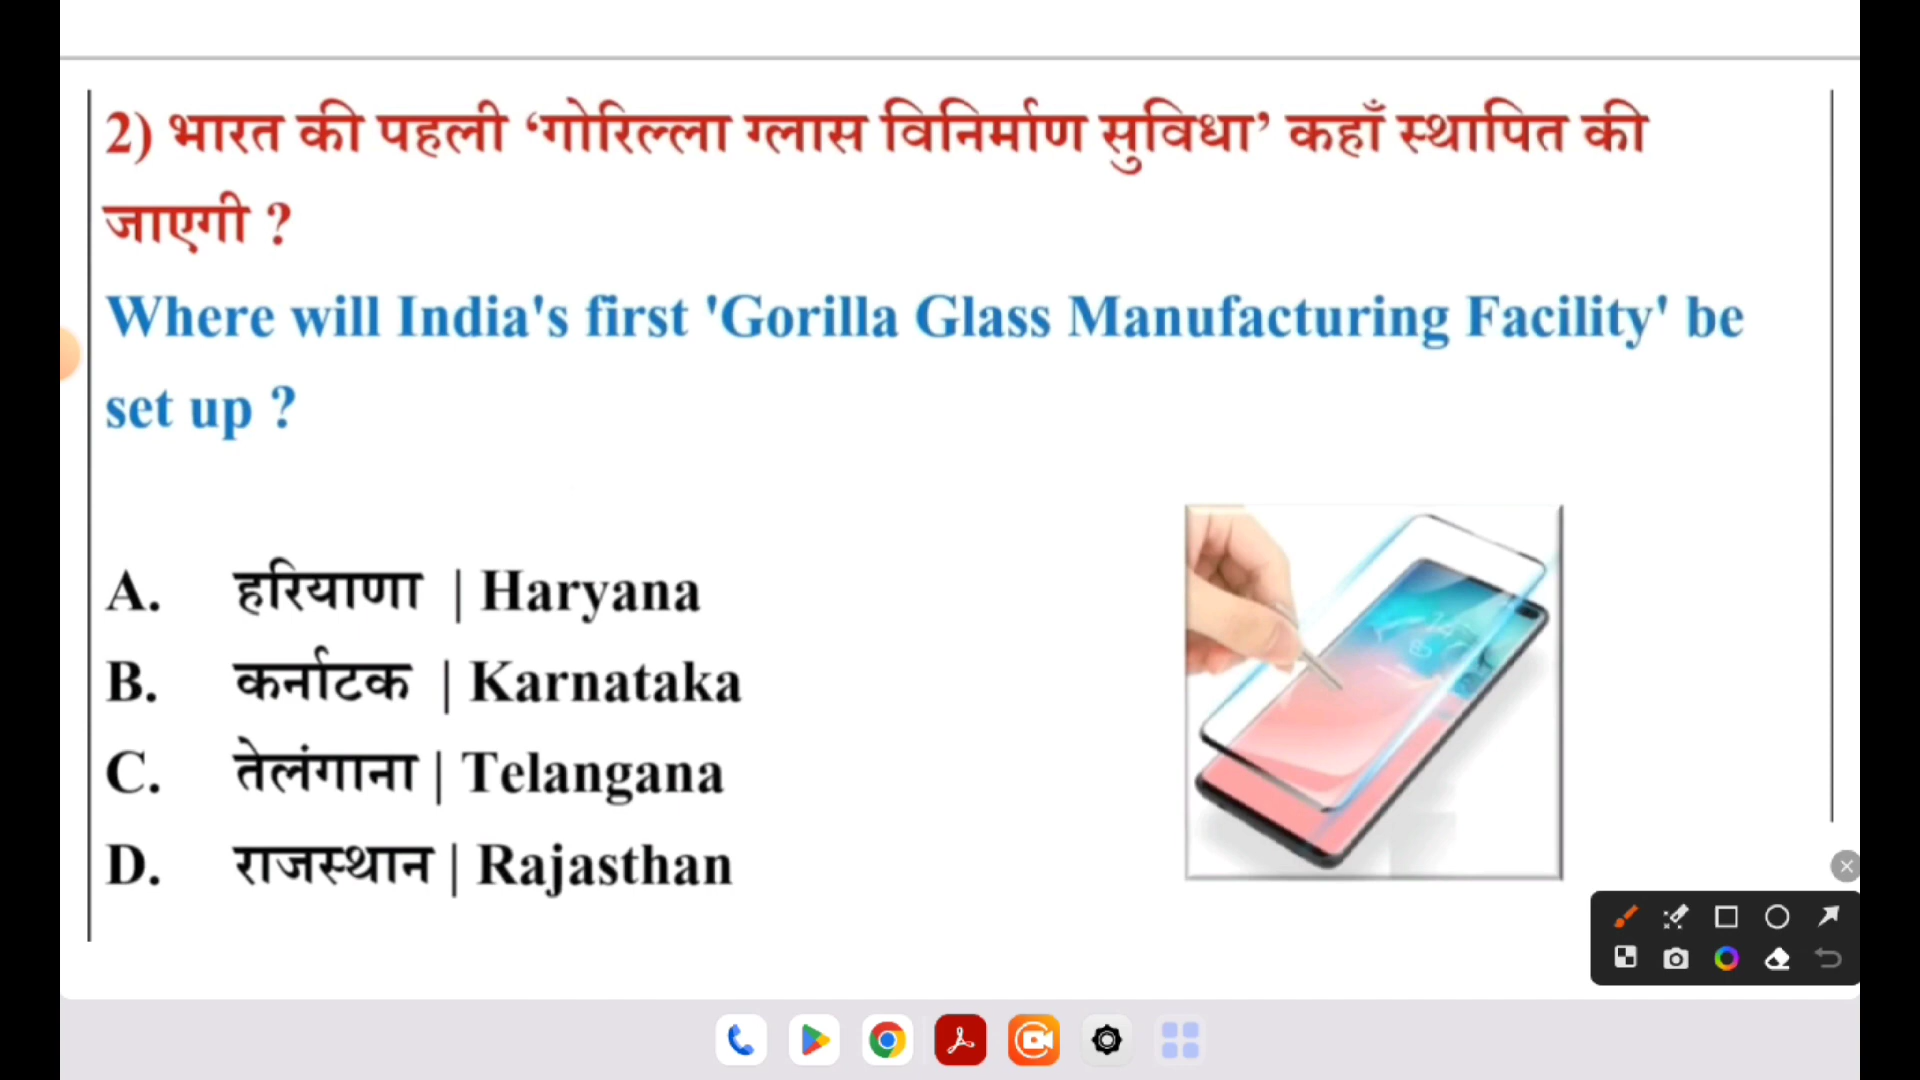 2) भारत की पहली ‘गोरिल्ला ग्लास विनिर्माण सुविधा’ कहाँ स्थापित की
जाएगी ?
Where will India's first 'Gorilla Glass Manufacturing Facility' be
set up ?
A. हरियाणा | Haryana
B. कर्नाटक | Karnataka
C. तेलंगाना | Telangana
D. राजस्थान | Rajasthan